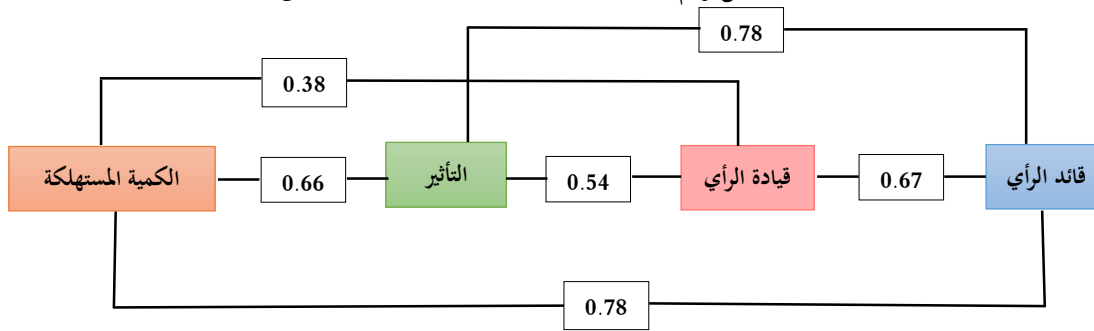 0.78
0.38
قائد الرأي
0.67
قيادة الرأي
0.54
التأثير
0.66
الكمية المستهلكة
0.78